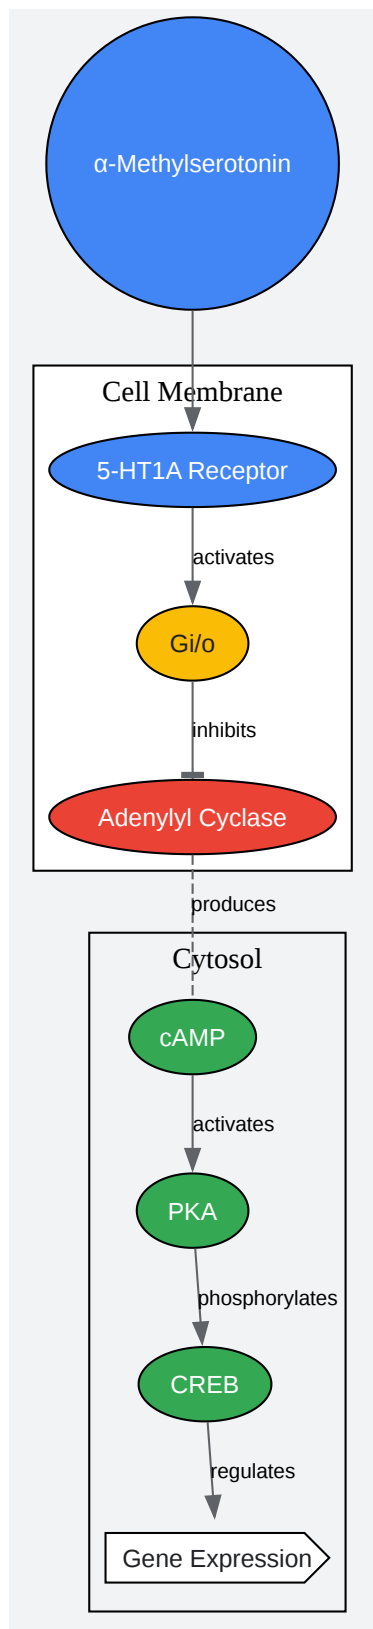 α-Methylserotonin
Cell Membrane
5-HT1A Receptor
activates
Gi/o
inhibits
Adenylyl Cyclase
produces
Cytosol
cAMP
activates
PKA
phosphorylates
CREB
regulates
Gene Expression